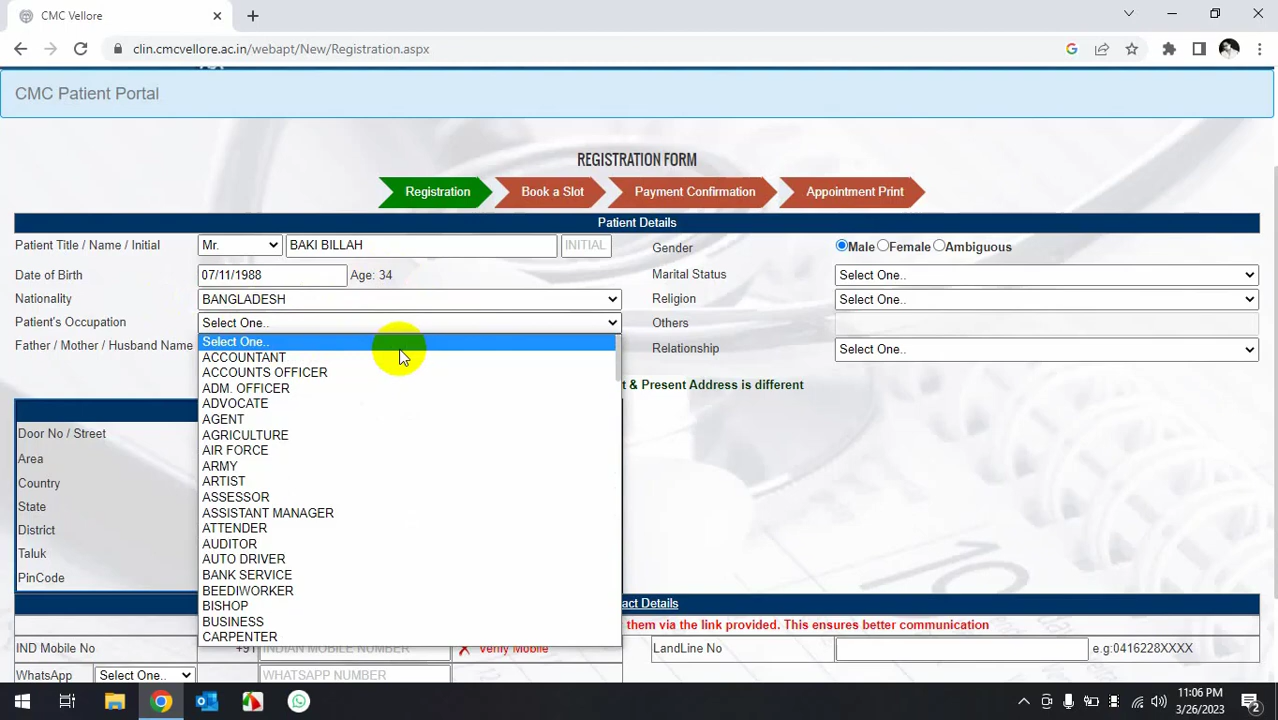 CMC Vellore
clin.cmcvellore.ac.in/webapt/New/Registration.aspx
CMC Patient Portal
REGISTRATION FORM
Registration
Book a Slot
Payment Confirmation
Appointment Print
Patient Details
Patient Title / Name / Initial Mr. BAKI BILLAH INITIAL
Gender Male Female Ambiguous
Date of Birth 07/11/1988 Age: 34
Marital Status Select One..
Nationality BANGLADESH
Religion Select One..
Patient's Occupation Select One..
Others
Father / Mother / Husband Name
Relationship Select One..
Select One..
ACCOUNTANT
ACCOUNTS OFFICER
ADM. OFFICER
ADVOCATE
AGENT
AGRICULTURE
AIR FORCE
ARMY
ARTIST
ASSESSOR
ASSISTANT MANAGER
ATTENDER
AUDITOR
AUTO DRIVER
BANK SERVICE
BEEDIWORKER
BISHOP
BUSINESS
CARPENTER
t & Present Address is different
Door No / Street
Area
Country
State
District
Taluk
PinCode
act Details
them via the link provided. This ensures better communication
IND Mobile No +91 INDIAN MOBILE NUMBER Verify Mobile
LandLine No e.g:0416228XXXX
WhatsApp Select One.. WHATSAPP NUMBER
11:06 PM
3/26/2023
2